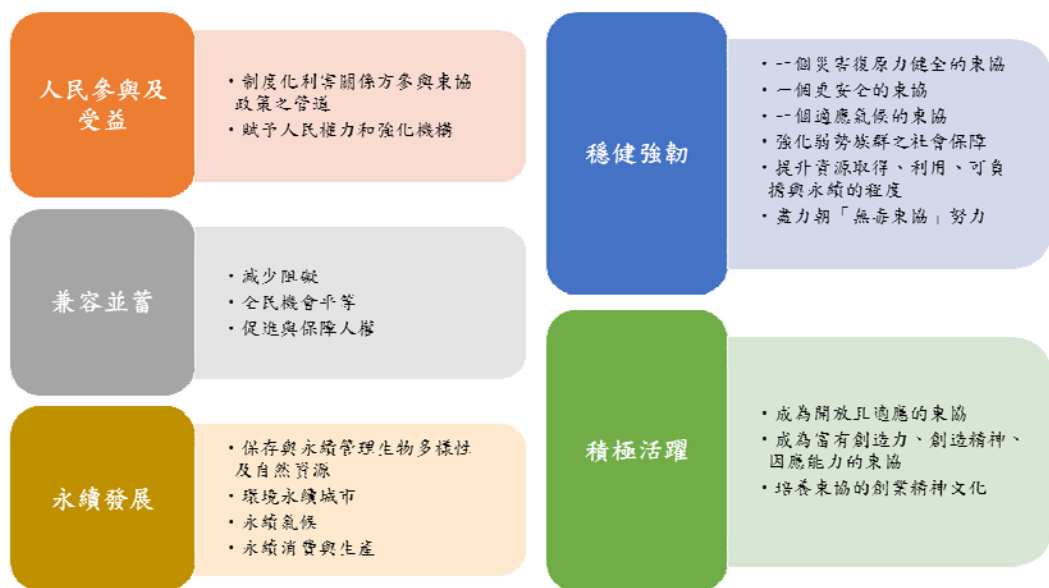 人民參與及
受益
・制度化利害關係方參與東協
政策之管道
・賦予人民權力和強化機構
兼容並蓄
・減少阻礙
・全民機會平等
・促進與保障人權
永續發展
・保存與永續管理生物多樣性
及自然資源
・環境永續城市
・永續氣候
・永續消費與生產
穩健強韌
・一個災害復原力健全的東協
・一個更安全的東協
・一個適應氣候的東協
・強化弱勢族群之社會保障
・提升資源取得、利用、可負
擔與永續的程度
・盡力朝「無毒東協」努力
積極活躍
・成為開放且適應的東協
・成為富有創造力、創造精神、
因應能力的東協
・培養東協的創業精神文化